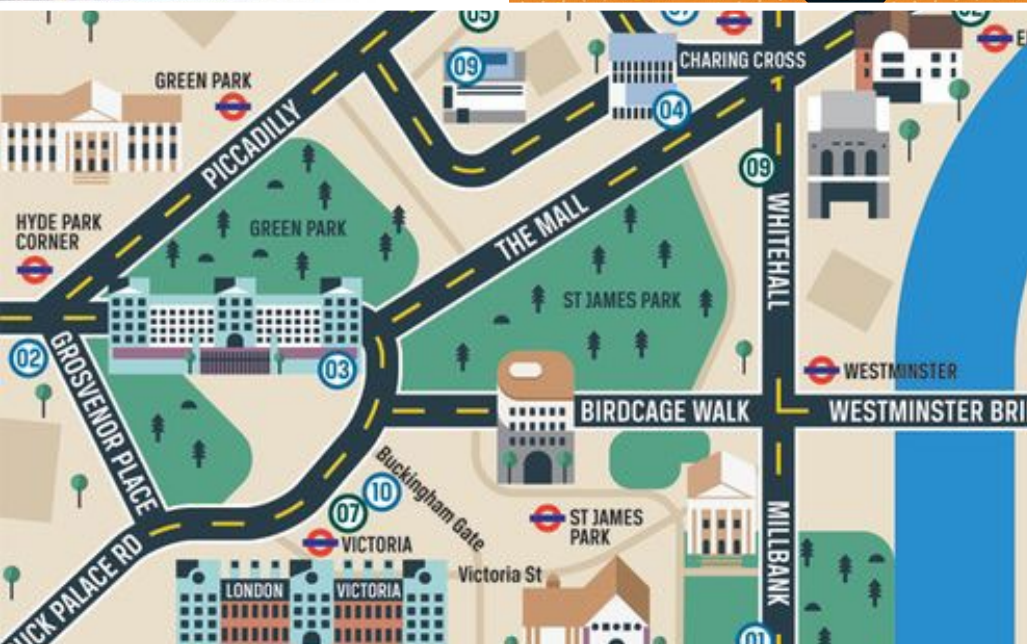 05
09
04
CHARING CROSS
GREEN PARK
PICCADILLY
09
HYDE PARK
CORNER
GREEN PARK
THE MALL
WHITEHALL
ST JAMES PARK
02
GROSVENOR PLACE
03
WESTMINSTER
BIRDCAGE WALK
WESTMINSTER BRI
Buckingham Gate
10
07
VICTORIA
ST JAMES
PARK
MILLBANK
UCK PALACE RD
Victoria St
LONDON
VICTORIA
01